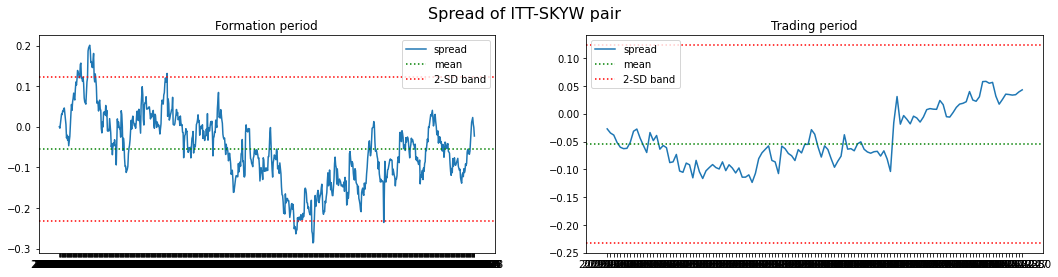 Spread of ITT-SKYW pair
Formation period
0.2
0.1
0.0
−0.1
−0.2
−0.3
spread
mean
2-SD band
Trading period
0.10
0.05
0.00
−0.05
−0.10
−0.15
−0.20
−0.25
spread
mean
2-SD band